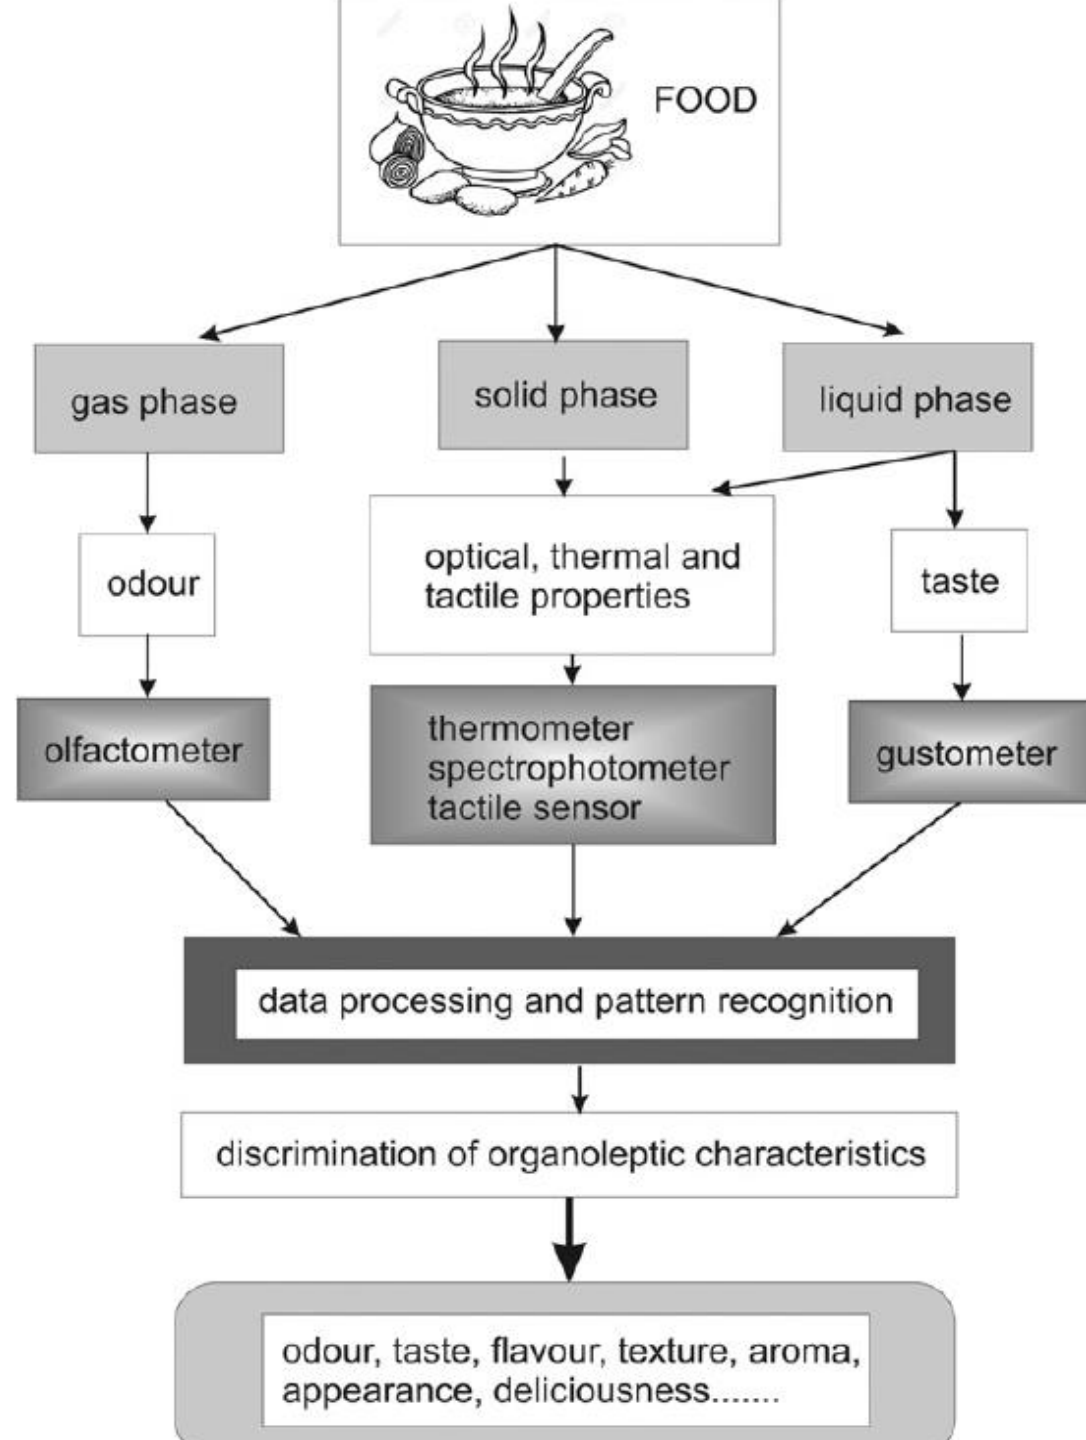 FOOD
gas phase
solid phase
liquid phase
odour
optical, thermal and
tactile properties
taste
olfactometer
thermometer
spectrophotometer
tactile sensor
gustometer
data processing and pattern recognition
discrimination of organoleptic characteristics
odour, taste, flavour, texture, aroma,
appearance, deliciousness.......